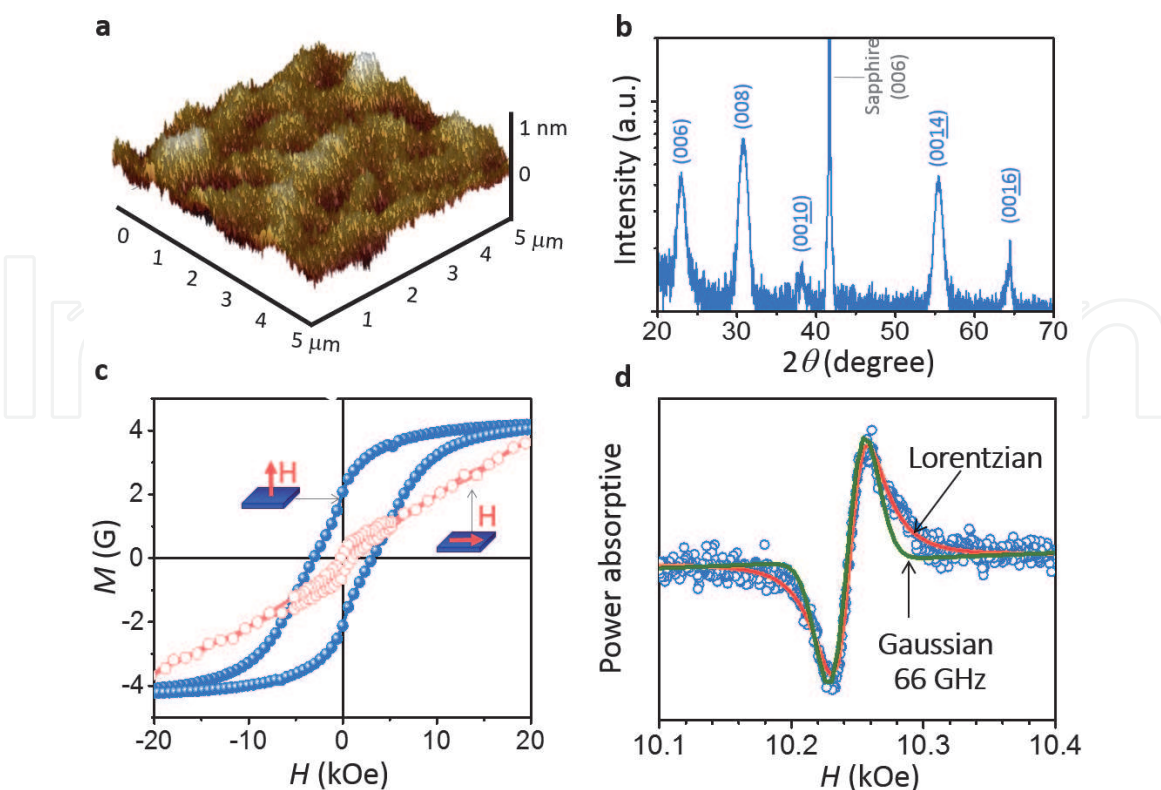 a
1 nm
0
0
1
2
3
4
5 μm
1
2
3
4
5 μm
b
Intensity (a.u.)
(006)
(008)
(0010)
Sapphire
(006)
(0014)
(0016)
20 30 40 50 60 70
2θ (degree)
c
M (G)
4
2
0
-2
-4
H
H
-20 -10 0 10 20
H (kOe)
d
Power absorptive
Lorentzian
Gaussian
66 GHz
10.1 10.2 10.3 10.4
H (kOe)